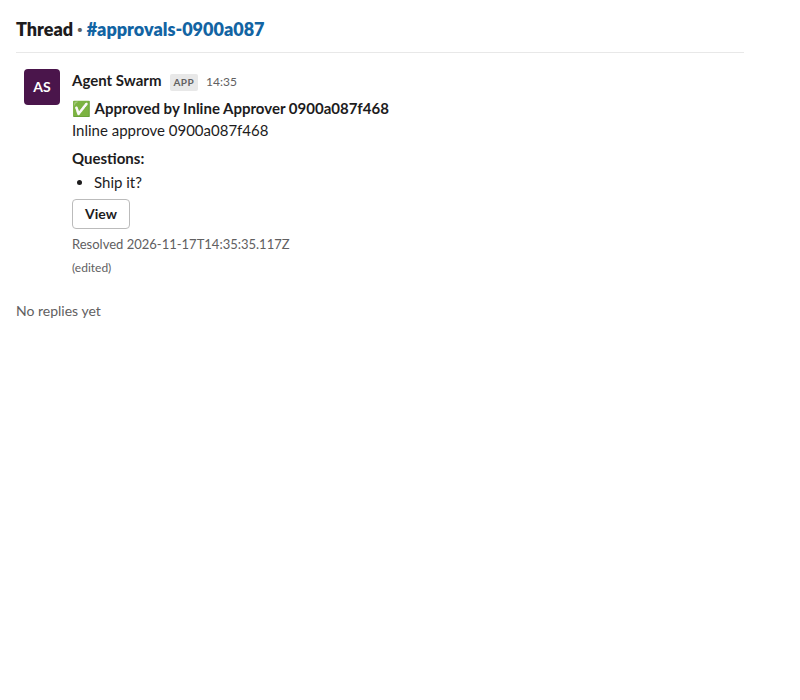 Thread • #approvals-0900a087
AS
Agent Swarm APP 14:35
✅ Approved by Inline Approver 0900a087f468
Inline approve 0900a087f468
Questions:
• Ship it?
View
Resolved 2026-11-17T14:35:35.117Z
(edited)
No replies yet